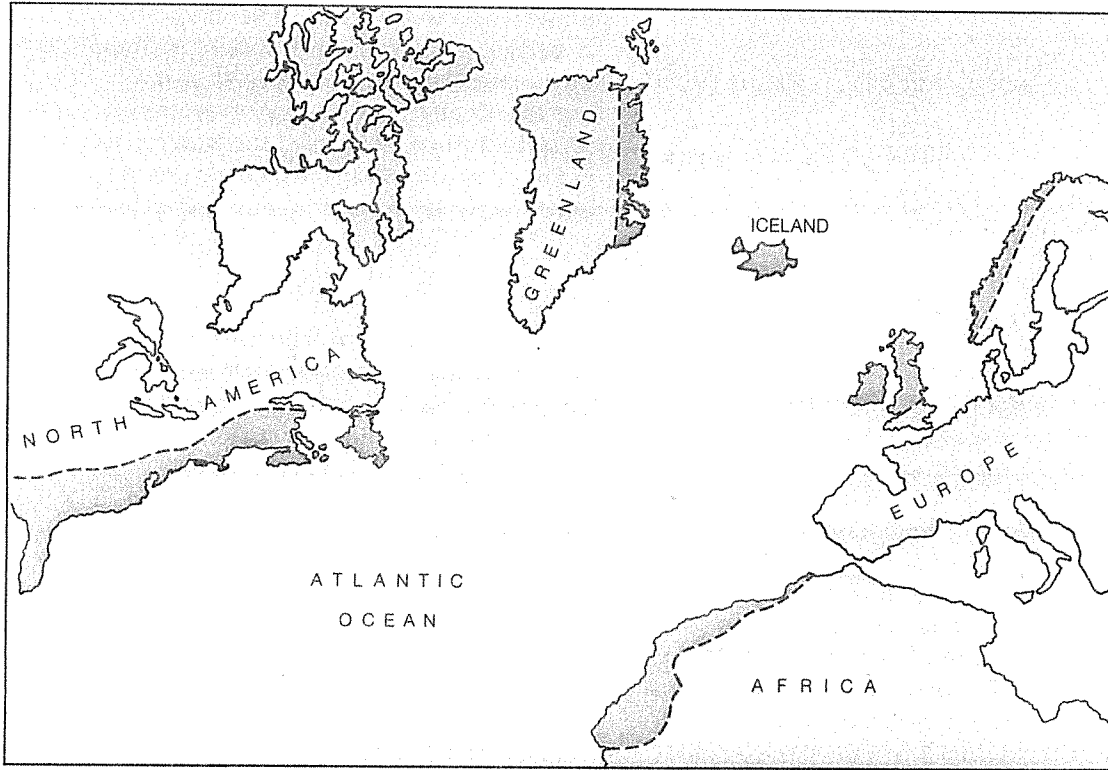 GREENLAND
ICELAND
NORTH AMERICA
EUROPE
ATLANTIC
OCEAN
AFRICA